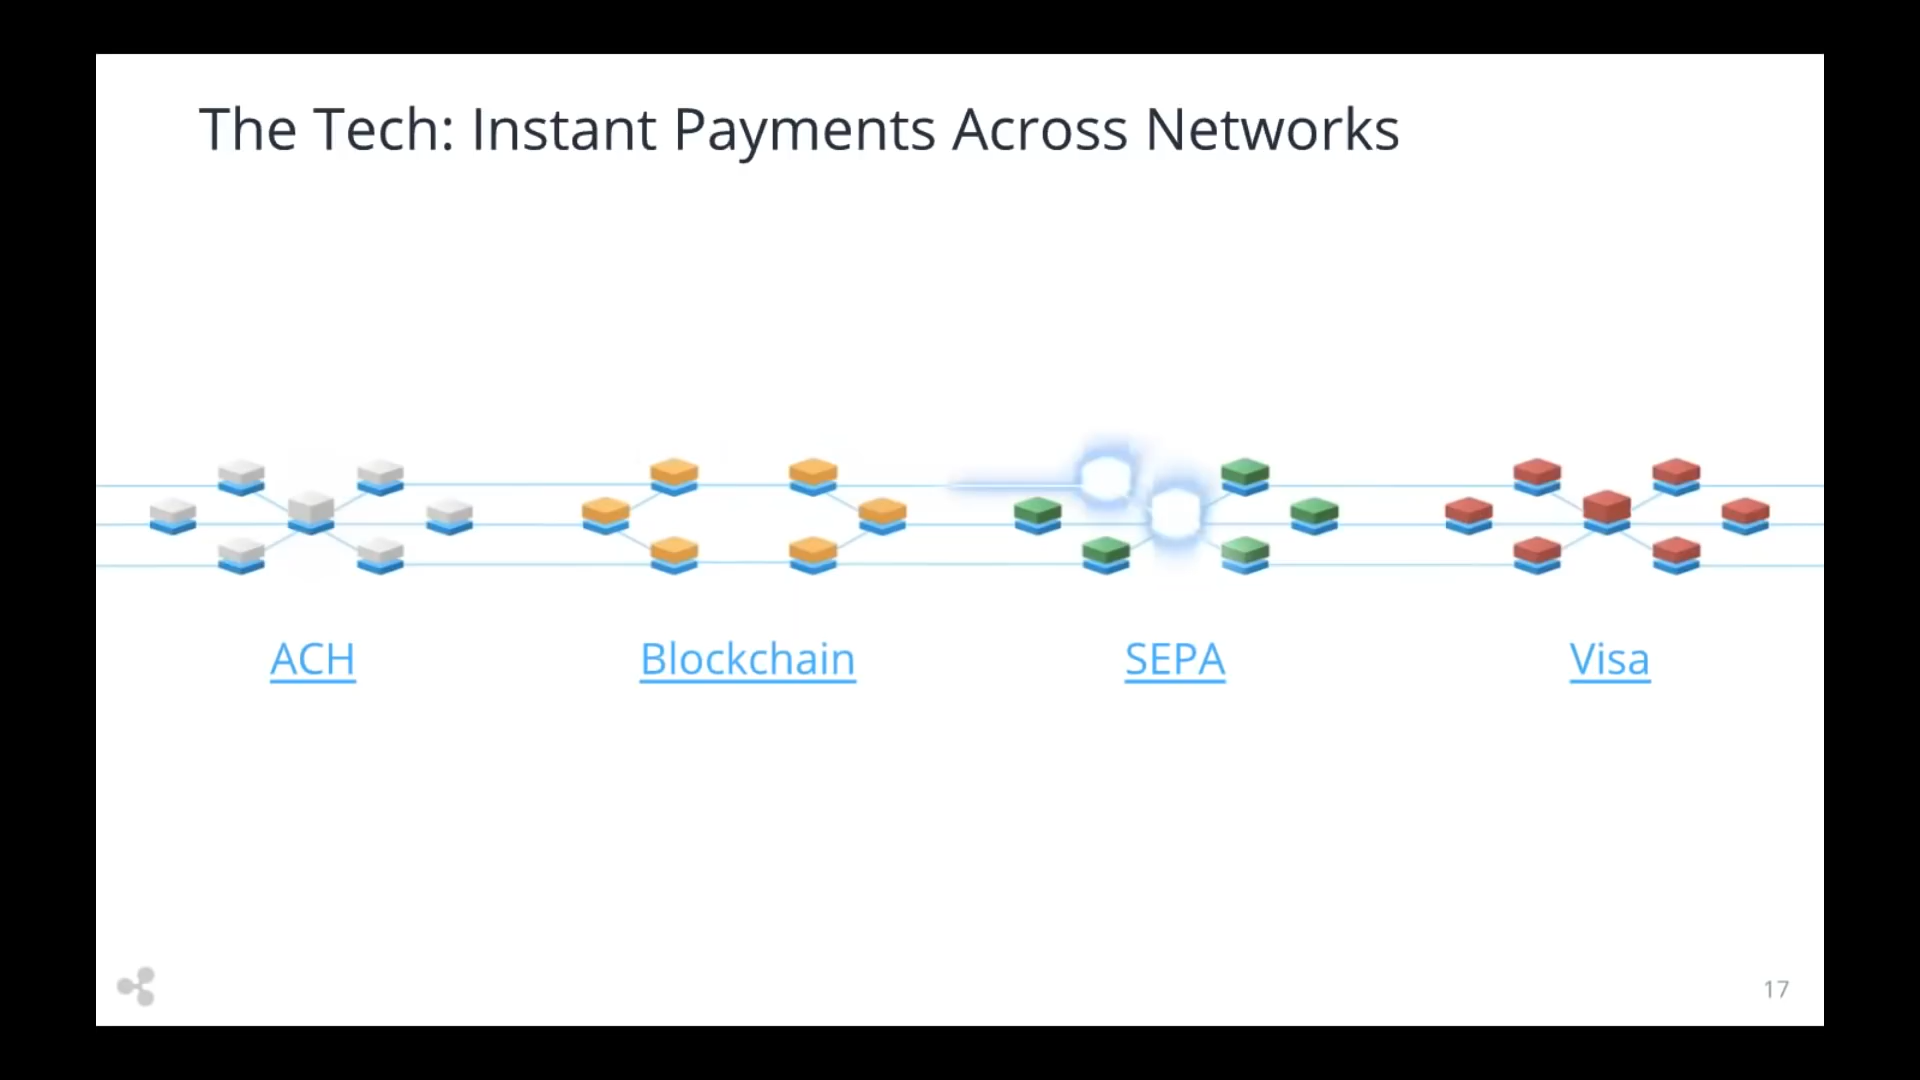 The Tech: Instant Payments Across Networks
ACH
Blockchain
SEPA
Visa
17